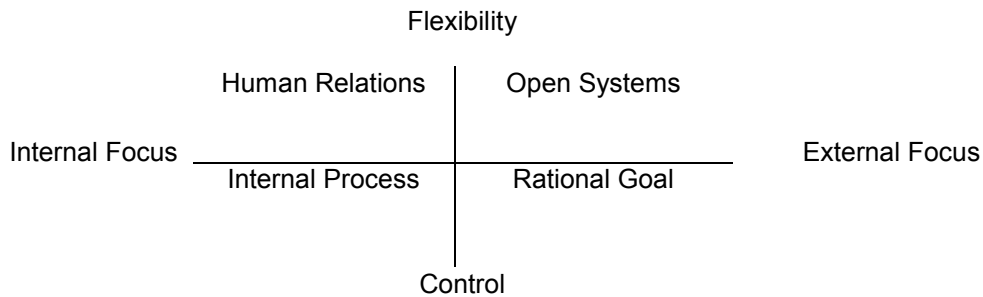 Flexibility
Human Relations Open Systems
Internal Focus External Focus
Internal Process Rational Goal
Control